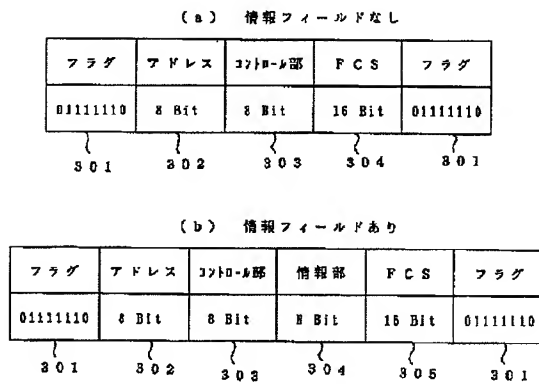 (a) 情報フィールドなし
フラグ アドレス コントロール部 FCS フラグ
01111110 8 Bit 8 Bit 16 Bit 01111110
301 302 303 304 301
(b) 情報フィールドあり
フラグ アドレス コントロール部 情報部 FCS フラグ
01111110 8 Bit 8 Bit N Bit 16 Bit 01111110
301 302 303 304 305 301